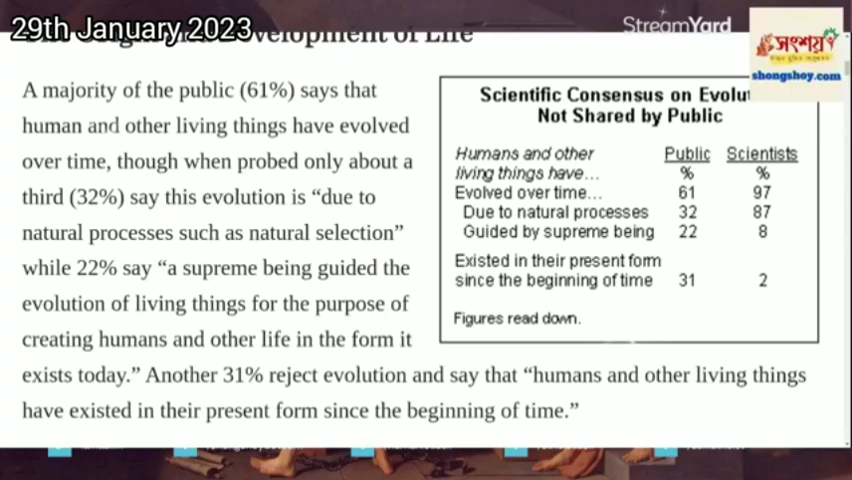 29th January,2023
StreamYard
সংশয়
shongshoy.com
Development of Life
A majority of the public (61%) says that
human and other living things have evolved
over time, though when probed only about a
third (32%) say this evolution is “due to
natural processes such as natural selection”
while 22% say “a supreme being guided the
evolution of living things for the purpose of
creating humans and other life in the form it
exists today.” Another 31% reject evolution and say that “humans and other living things
have existed in their present form since the beginning of time.”
Scientific Consensus on
Not Shared by Public
Humans and other Public Scientists
living things have... % %
Evolved over time... 61 97
Due to natural processes 32 87
Guided by supreme being 22 8
Existed in their present form
since the beginning of time 31 2
Figures read down.